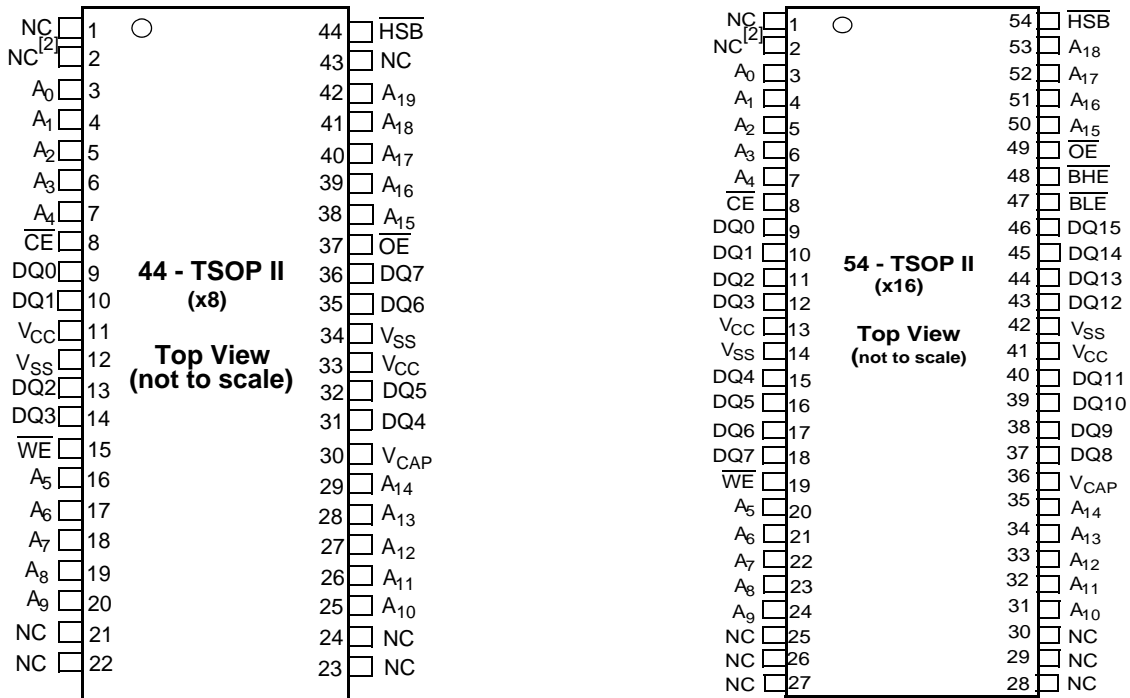 NC 1 44 HSB
NC[2] 2 43 NC
A0 3 42 A19
A1 4 41 A18
A2 5 40 A17
A3 6 39 A16
A4 7 38 A15
CE 8 37 OE
44 - TSOP II
DQ0 9 36 DQ7
(x8)
DQ1 10 35 DQ6
VCC 11 34 VSS
Top View
VSS 12 33 VCC
(not to scale)
DQ2 13 32 DQ5
DQ3 14 31 DQ4
WE 15 30 VCAP
A5 16 29 A14
A6 17 28 A13
A7 18 27 A12
A8 19 26 A11
A9 20 25 A10
NC 21 24 NC
NC 22 23 NC
NC 1 54 HSB
NC[2] 2 53 A18
A0 3 52 A17
A1 4 51 A16
A2 5 50 A15
A3 6 49 OE
A4 7 48 BHE
CE 8 47 BLE
DQ0 9 46 DQ15
DQ1 10 45 DQ14
54 - TSOP II
DQ2 11 44 DQ13
(x16)
DQ3 12 43 DQ12
VCC 13 42 VSS
Top View
VSS 14 41 VCC
(not to scale)
DQ4 15 40 DQ11
DQ5 16 39 DQ10
DQ6 17 38 DQ9
DQ7 18 37 DQ8
WE 19 36 VCAP
A5 20 35 A14
A6 21 34 A13
A7 22 33 A12
A8 23 32 A11
A9 24 31 A10
NC 25 30 NC
NC 26 29 NC
NC 27 28 NC